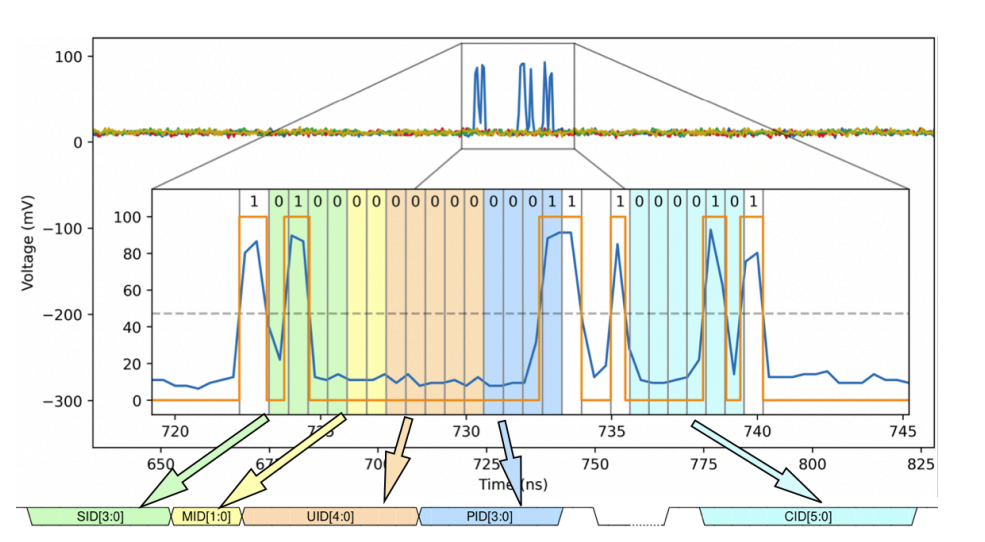 100
0
−100
−200
−300
Voltage (mV)
1 0 1 0 0 0 0 0 0 0 0 0 0 0 0 1 1 1 0 0 0 0 1 0 1
100
80
60
40
20
0
720 725 730 735 740 745
650 675 700 725 750 775 800 825
Time (ns)
SID[3:0] MID[1:0] UID[4:0] PID[3:0] CID[5:0]